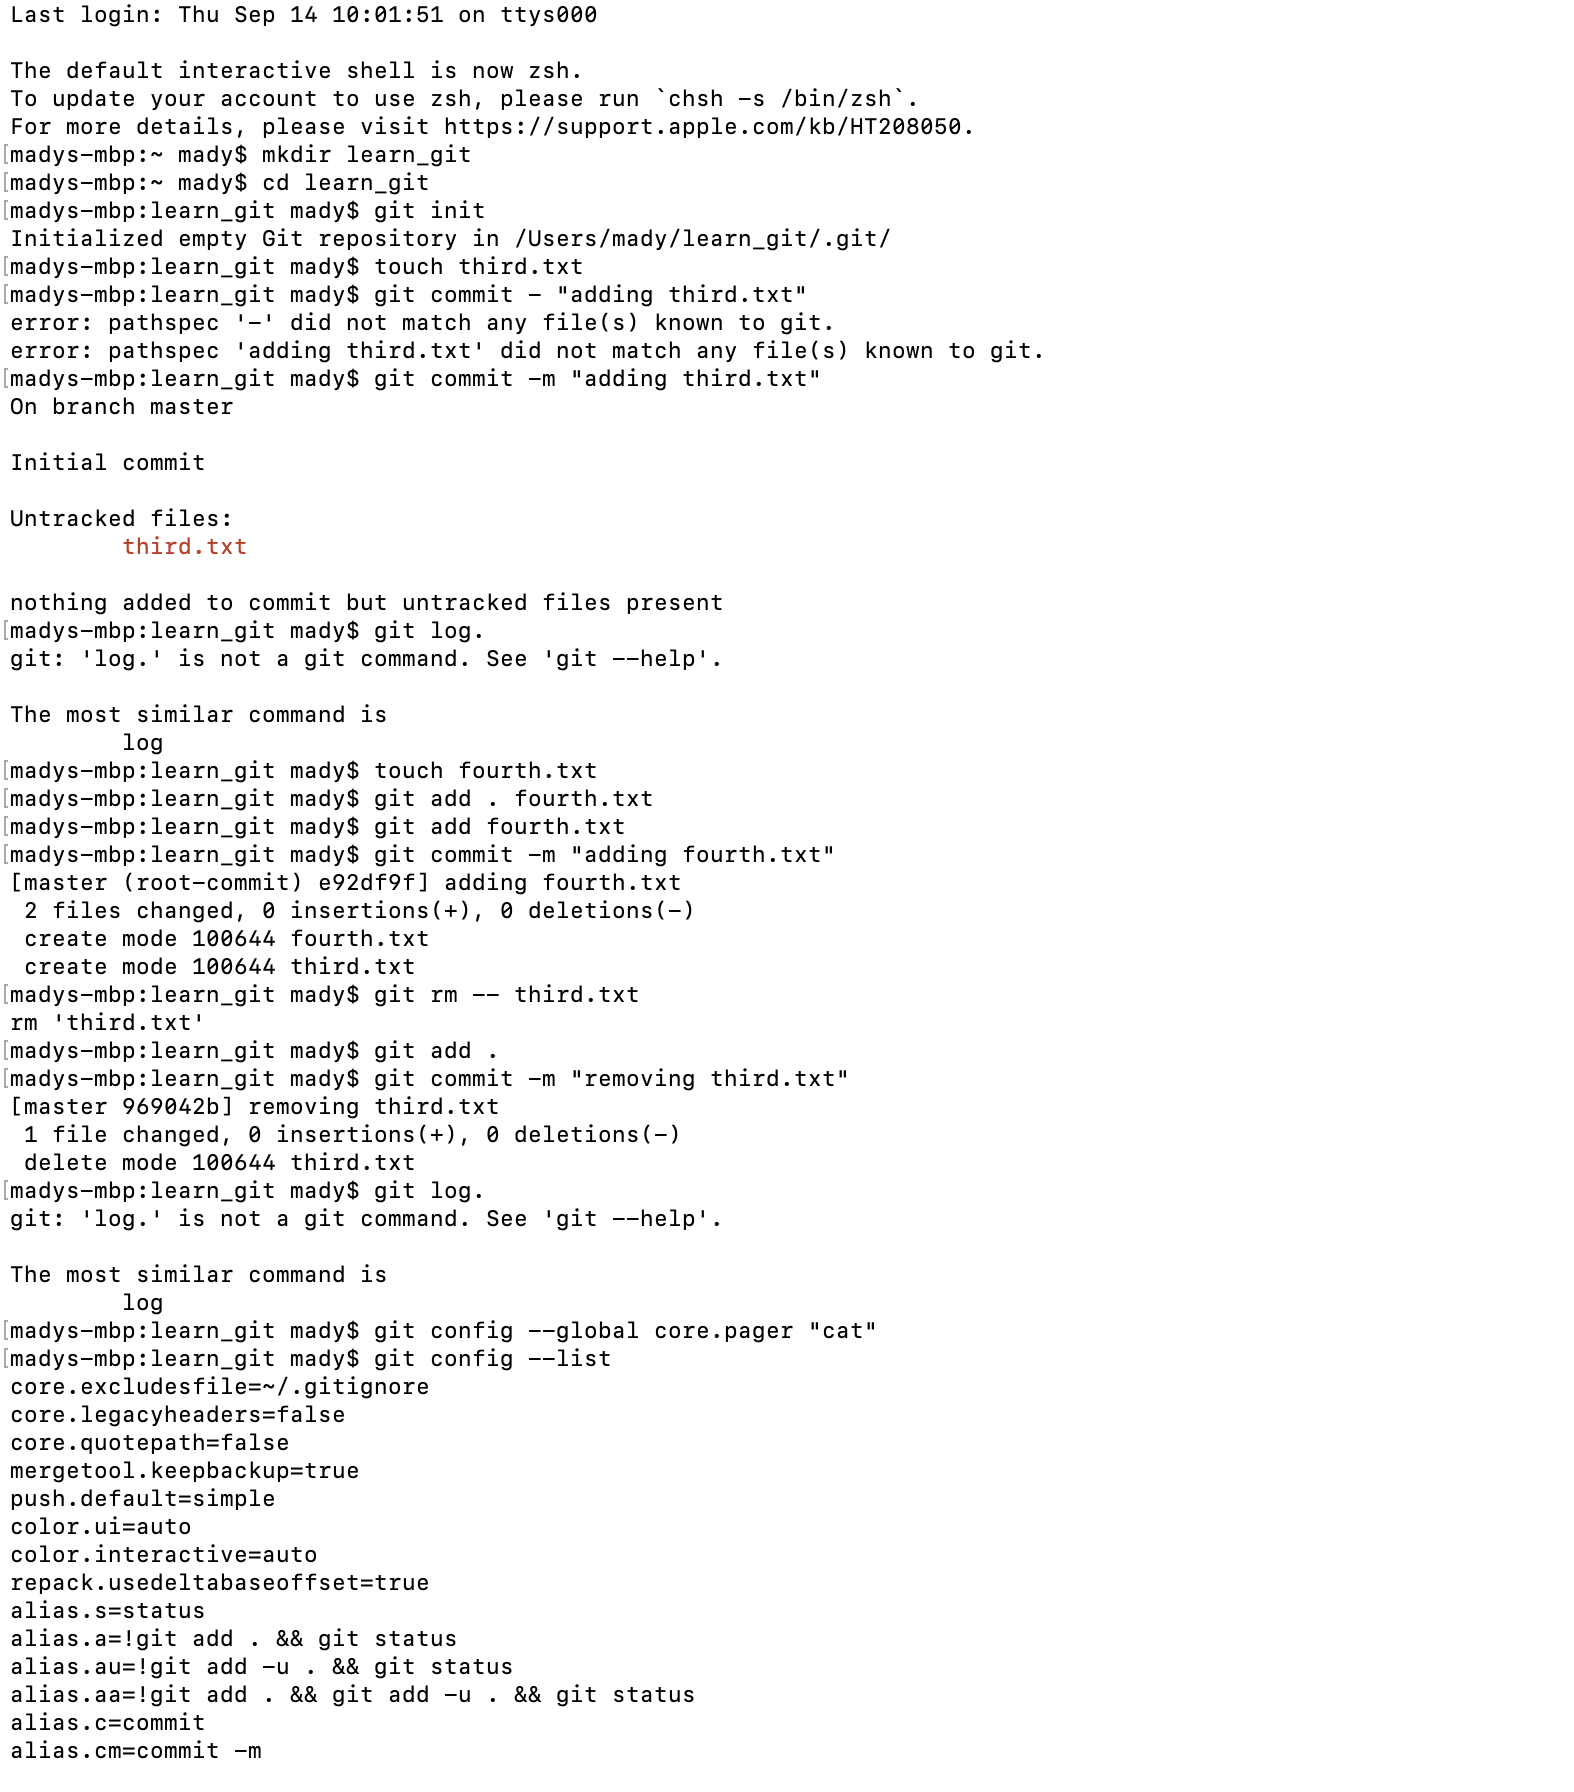 Last login: Thu Sep 14 10:01:51 on ttys000

The default interactive shell is now zsh.
To update your account to use zsh, please run `chsh -s /bin/zsh`.
For more details, please visit https://support.apple.com/kb/HT208050.
[madys-mbp:~ mady$ mkdir learn_git
[madys-mbp:~ mady$ cd learn_git
[madys-mbp:learn_git mady$ git init
Initialized empty Git repository in /Users/mady/learn_git/.git/
[madys-mbp:learn_git mady$ touch third.txt
[madys-mbp:learn_git mady$ git commit - "adding third.txt"
error: pathspec '-' did not match any file(s) known to git.
error: pathspec 'adding third.txt' did not match any file(s) known to git.
[madys-mbp:learn_git mady$ git commit -m "adding third.txt"
On branch master

Initial commit

Untracked files:
        third.txt

nothing added to commit but untracked files present
[madys-mbp:learn_git mady$ git log.
git: 'log.' is not a git command. See 'git --help'.

The most similar command is
        log
[madys-mbp:learn_git mady$ touch fourth.txt
[madys-mbp:learn_git mady$ git add . fourth.txt
[madys-mbp:learn_git mady$ git add fourth.txt
[madys-mbp:learn_git mady$ git commit -m "adding fourth.txt"
[master (root-commit) e92df9f] adding fourth.txt
 2 files changed, 0 insertions(+), 0 deletions(-)
 create mode 100644 fourth.txt
 create mode 100644 third.txt
[madys-mbp:learn_git mady$ git rm -- third.txt
rm 'third.txt'
[madys-mbp:learn_git mady$ git add .
[madys-mbp:learn_git mady$ git commit -m "removing third.txt"
[master 969042b] removing third.txt
 1 file changed, 0 insertions(+), 0 deletions(-)
 delete mode 100644 third.txt
[madys-mbp:learn_git mady$ git log.
git: 'log.' is not a git command. See 'git --help'.

The most similar command is
        log
[madys-mbp:learn_git mady$ git config --global core.pager "cat"
[madys-mbp:learn_git mady$ git config --list
core.excludesfile=~/.gitignore
core.legacyheaders=false
core.quotepath=false
mergetool.keepbackup=true
push.default=simple
color.ui=auto
color.interactive=auto
repack.usedeltabaseoffset=true
alias.s=status
alias.a=!git add . && git status
alias.au=!git add -u . && git status
alias.aa=!git add . && git add -u . && git status
alias.c=commit
alias.cm=commit -m